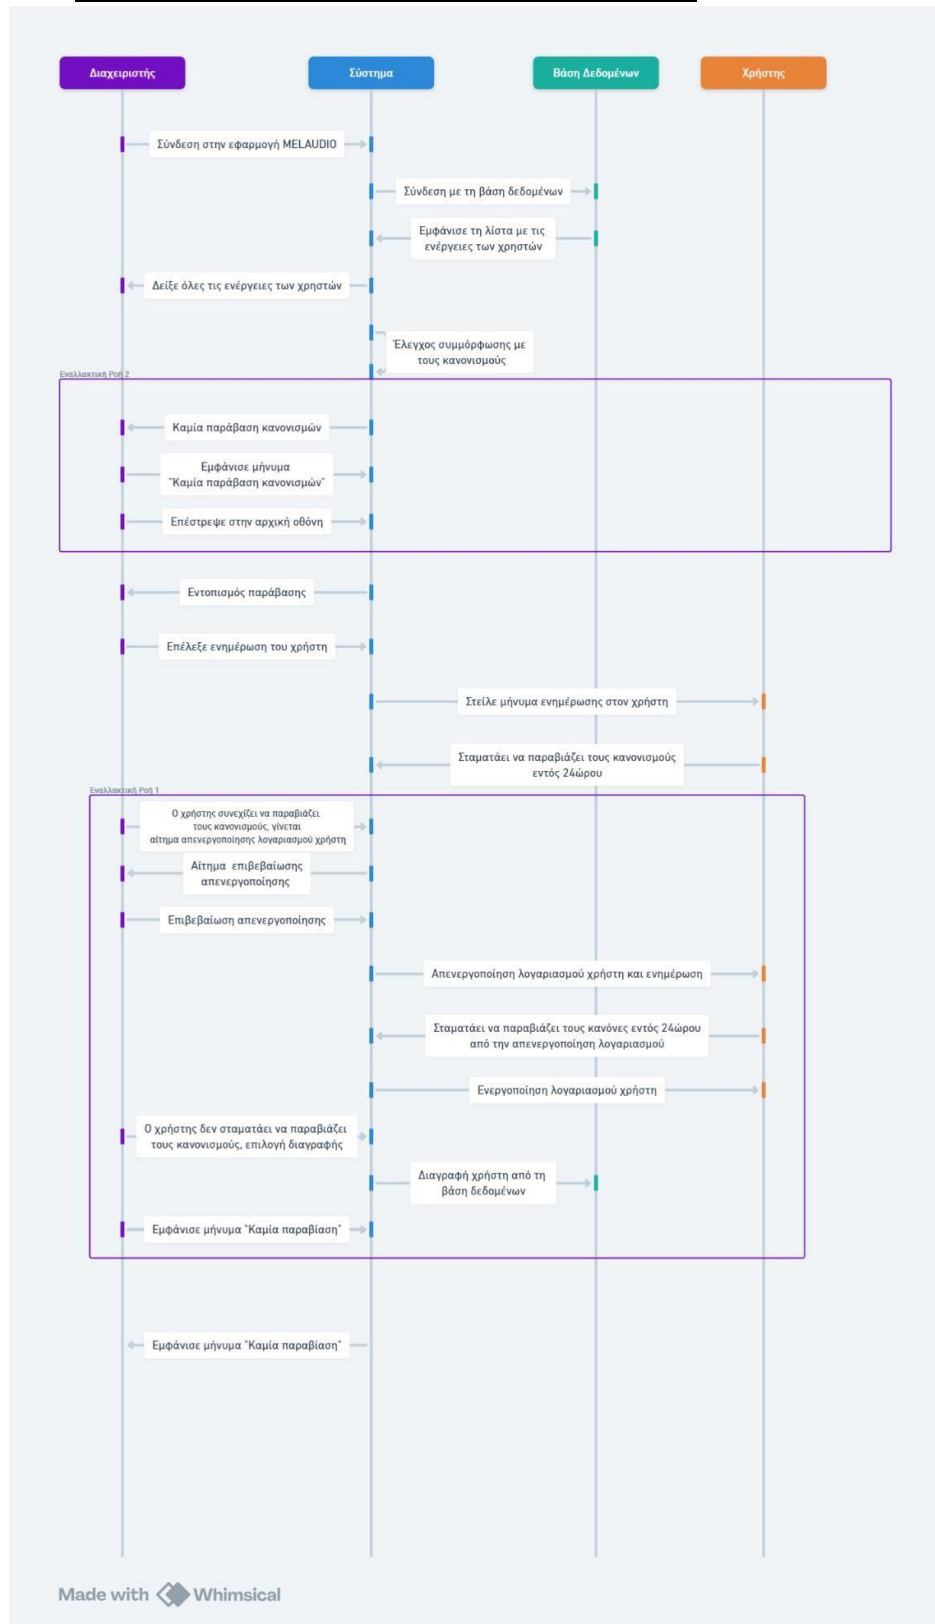 Διαχειριστής
Σύστημα
Βάση Δεδομένων
Χρήστης
Σύνδεση στην εφαρμογή MELAUDIO
Σύνδεση με τη βάση δεδομένων
Εμφάνισε τη λίστα με τις
ενέργειες των χρηστών
Δείξε όλες τις ενέργειες των χρηστών
Έλεγχος συμμόρφωσης με
τους κανονισμούς
Εναλλακτική Ροή 2
Καμία παράβαση κανονισμών
Εμφάνισε μήνυμα
"Καμία παράβαση κανονισμών"
Επέστρεψε στην αρχική οθόνη
Εντοπισμός παράβασης
Επέλεξε ενημέρωση του χρήστη
Στείλε μήνυμα ενημέρωσης στον χρήστη
Σταματάει να παραβιάζει τους κανονισμούς
εντός 24ώρου
Εναλλακτική Ροή 1
Ο χρήστης συνεχίζει να παραβιάζει
τους κανονισμούς, γίνεται
αίτημα απενεργοποίησης λογαριασμού χρήστη
Αίτημα επιβεβαίωσης
απενεργοποίησης
Επιβεβαίωση απενεργοποίησης
Απενεργοποίηση λογαριασμού χρήστη και ενημέρωση
Σταματάει να παραβιάζει τους κανόνες εντός 24ώρου
από την απενεργοποίηση λογαριασμού
Ενεργοποίηση λογαριασμού χρήστη
Ο χρήστης δεν σταματάει να παραβιάζει
τους κανονισμούς, επιλογή διαγραφής
Διαγραφή χρήστη από τη
βάση δεδομένων
Εμφάνισε μήνυμα "Καμία παραβίαση"
Εμφάνισε μήνυμα "Καμία παραβίαση"
Made with Whimsical